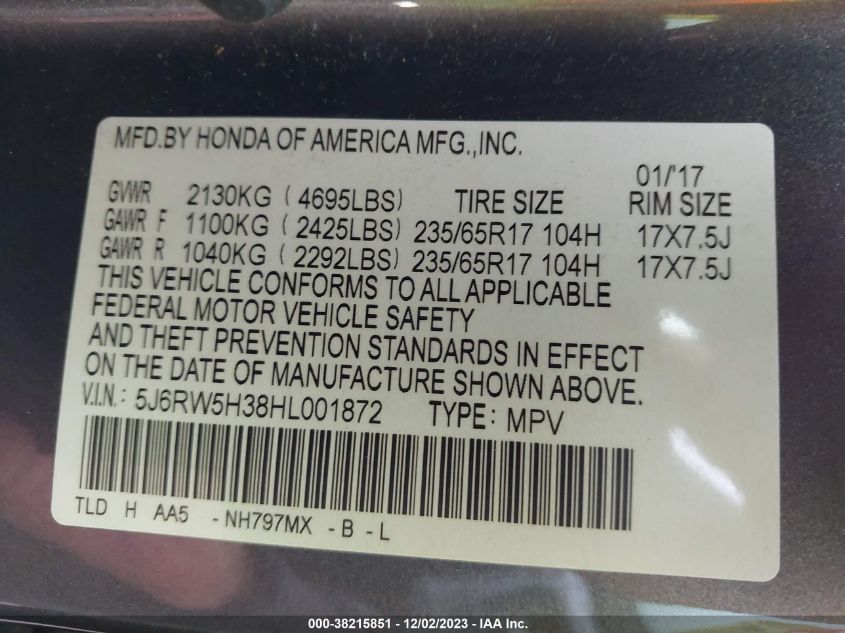 MFD.BY HONDA OF AMERICA MFG.,INC.
01/'17
GVWR 2130KG ( 4695LBS) TIRE SIZE RIM SIZE
GAWR F 1100KG ( 2425LBS) 235/65R17 104H 17X7.5J
GAWR R 1040KG ( 2292LBS) 235/65R17 104H 17X7.5J
THIS VEHICLE CONFORMS TO ALL APPLICABLE
FEDERAL MOTOR VEHICLE SAFETY
AND THEFT PREVENTION STANDARDS IN EFFECT
ON THE DATE OF MANUFACTURE SHOWN ABOVE.
V.I.N.: 5J6RW5H38HL001872 TYPE: MPV
TLD H AA5 -NH797MX -B -L
000-38215851 - 12/02/2023 - IAA Inc.